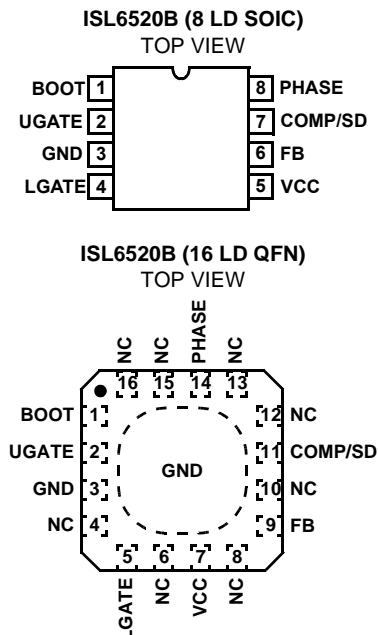 ISL6520B (8 LD SOIC)
TOP VIEW
BOOT 1 8 PHASE
UGATE 2 7 COMP/SD
GND 3 6 FB
LGATE 4 5 VCC
ISL6520B (16 LD QFN)
TOP VIEW
NC NC PHASE NC
16 15 14 13
BOOT 1 12 NC
UGATE 2 11 COMP/SD
GND
GND 3 10 NC
NC 4 9 FB
5 6 7 8
LGATE NC VCC NC